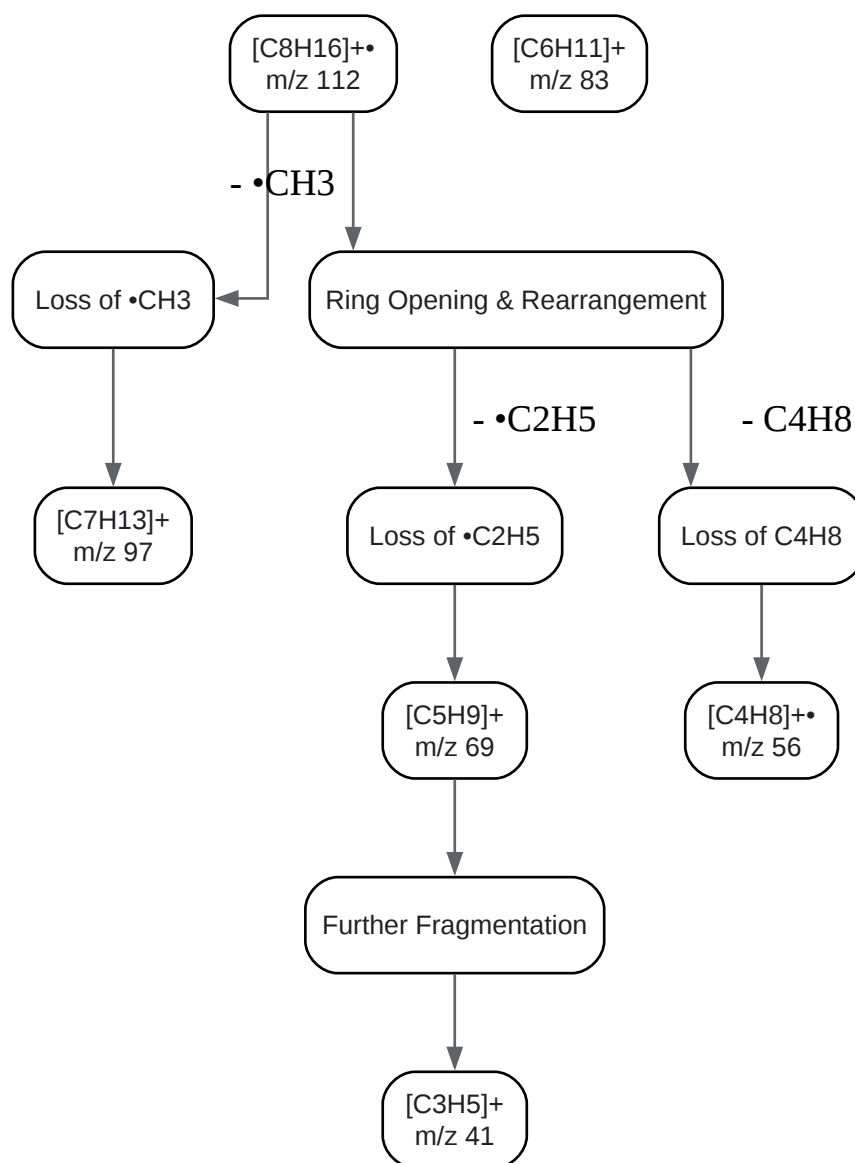 [C8H16]+•
m/z 112
[C6H11]+
m/z 83
- •CH3
Loss of •CH3
Ring Opening & Rearrangement
- •C2H5
- C4H8
[C7H13]+
m/z 97
Loss of •C2H5
Loss of C4H8
[C5H9]+
m/z 69
[C4H8]+•
m/z 56
Further Fragmentation
[C3H5]+
m/z 41